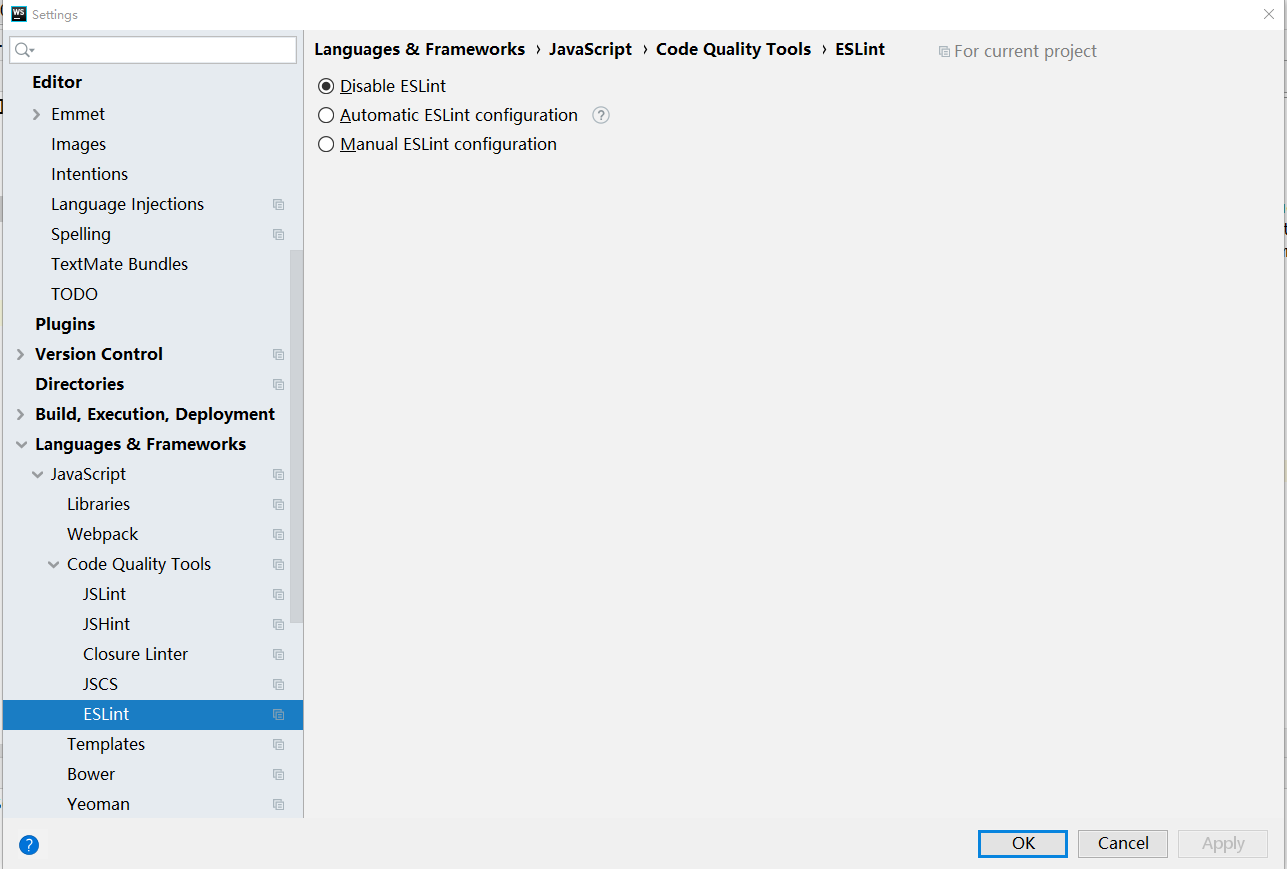 WS Settings
Editor
Emmet
Images
Intentions
Language Injections
Spelling
TextMate Bundles
TODO
Plugins
Version Control
Directories
Build, Execution, Deployment
Languages & Frameworks
JavaScript
Libraries
Webpack
Code Quality Tools
JSLint
JSHint
Closure Linter
JSCS
ESLint
Templates
Bower
Yeoman
Languages & Frameworks › JavaScript › Code Quality Tools › ESLint For current project
Disable ESLint
Automatic ESLint configuration ?
Manual ESLint configuration
? OK Cancel Apply